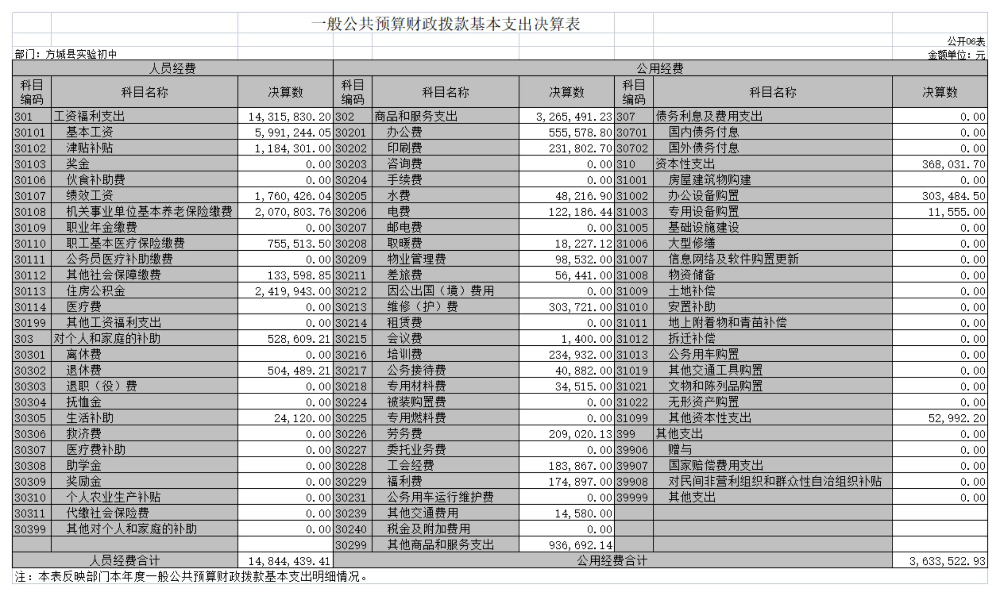 一般公共预算财政拨款基本支出决算表
公开06表
部门：方城县实验初中 金额单位：元
人员经费 公用经费
科目编码 科目名称 决算数 科目编码 科目名称 决算数 科目编码 科目名称 决算数
301 工资福利支出 14,315,830.20 302 商品和服务支出 3,265,491.23 307 债务利息及费用支出 0.00
30101 基本工资 5,991,244.05 30201 办公费 555,578.80 30701 国内债务付息 0.00
30102 津贴补贴 1,184,301.00 30202 印刷费 231,802.70 30702 国外债务付息 0.00
30103 奖金 0.00 30203 咨询费 0.00 310 资本性支出 368,031.70
30106 伙食补助费 0.00 30204 手续费 0.00 31001 房屋建筑物购建 0.00
30107 绩效工资 1,760,426.04 30205 水费 48,216.90 31002 办公设备购置 303,484.50
30108 机关事业单位基本养老保险缴费 2,070,803.76 30206 电费 122,186.44 31003 专用设备购置 11,555.00
30109 职业年金缴费 0.00 30207 邮电费 0.00 31005 基础设施建设 0.00
30110 职工基本医疗保险缴费 755,513.50 30208 取暖费 18,227.12 31006 大型修缮 0.00
30111 公务员医疗补助缴费 0.00 30209 物业管理费 98,532.00 31007 信息网络及软件购置更新 0.00
30112 其他社会保障缴费 133,598.85 30211 差旅费 56,441.00 31008 物资储备 0.00
30113 住房公积金 2,419,943.00 30212 因公出国（境）费用 0.00 31009 土地补偿 0.00
30114 医疗费 0.00 30213 维修（护）费 303,721.00 31010 安置补助 0.00
30199 其他工资福利支出 0.00 30214 租赁费 0.00 31011 地上附着物和青苗补偿 0.00
303 对个人和家庭的补助 528,609.21 30215 会议费 1,400.00 31012 拆迁补偿 0.00
30301 离休费 0.00 30216 培训费 234,932.00 31013 公务用车购置 0.00
30302 退休费 504,489.21 30217 公务接待费 40,882.00 31019 其他交通工具购置 0.00
30303 退职（役）费 0.00 30218 专用材料费 34,515.00 31021 文物和陈列品购置 0.00
30304 抚恤金 0.00 30224 被装购置费 0.00 31022 无形资产购置 0.00
30305 生活补助 24,120.00 30225 专用燃料费 0.00 31099 其他资本性支出 52,992.20
30306 救济费 0.00 30226 劳务费 209,020.13 399 其他支出 0.00
30307 医疗费补助 0.00 30227 委托业务费 0.00 39906 赠与 0.00
30308 助学金 0.00 30228 工会经费 183,867.00 39907 国家赔偿费用支出 0.00
30309 奖励金 0.00 30229 福利费 174,897.00 39908 对民间非营利组织和群众性自治组织补贴 0.00
30310 个人农业生产补贴 0.00 30231 公务用车运行维护费 0.00 39999 其他支出 0.00
30311 代缴社会保险费 0.00 30239 其他交通费用 14,580.00
30399 其他对个人和家庭的补助 0.00 30240 税金及附加费用 0.00
30299 其他商品和服务支出 936,692.14
人员经费合计 14,844,439.41 公用经费合计 3,633,522.93
注：本表反映部门本年度一般公共预算财政拨款基本支出明细情况。